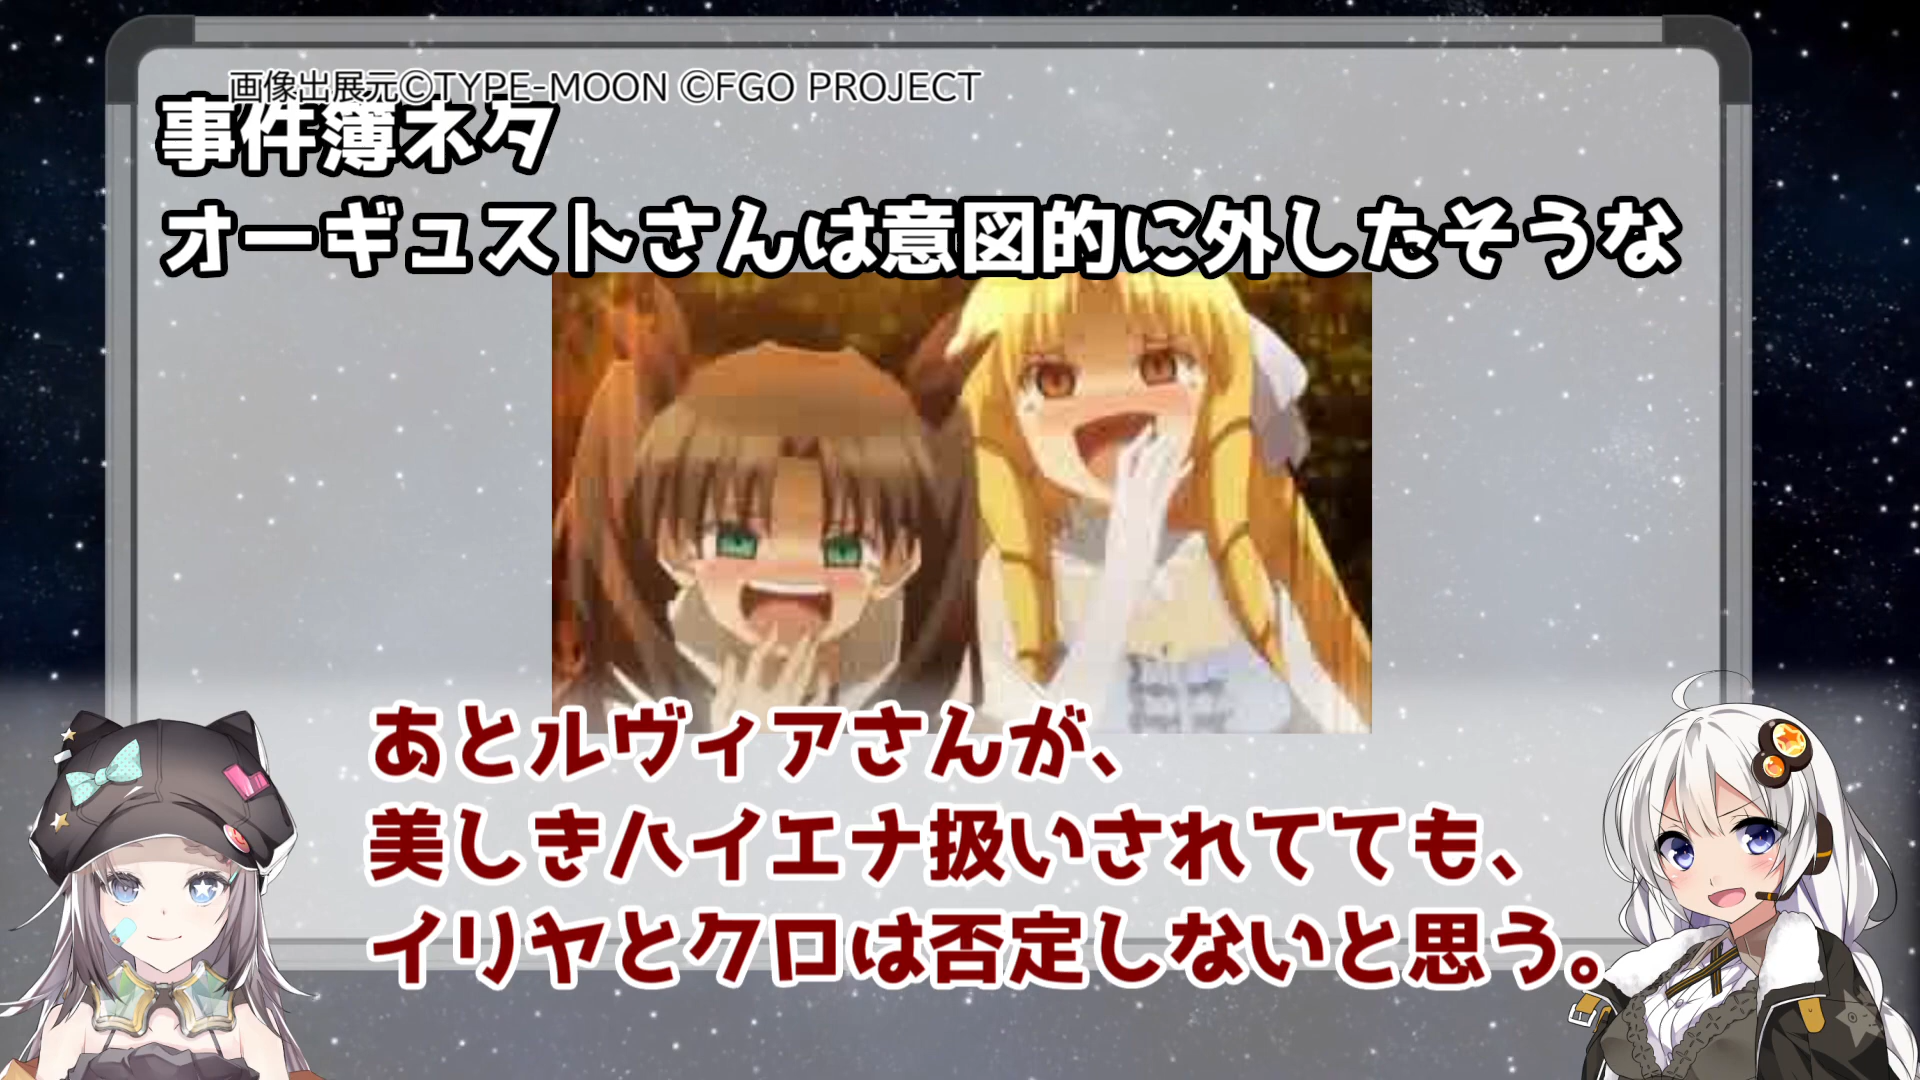 画像出展元©TYPE-MOON ©FGO PROJECT
事件簿ネタ
オーギュストさんは意図的に外したそうな
あとルヴィアさんが、
美しきハイエナ扱いされてても、
イリヤとクロは否定しないと思う。